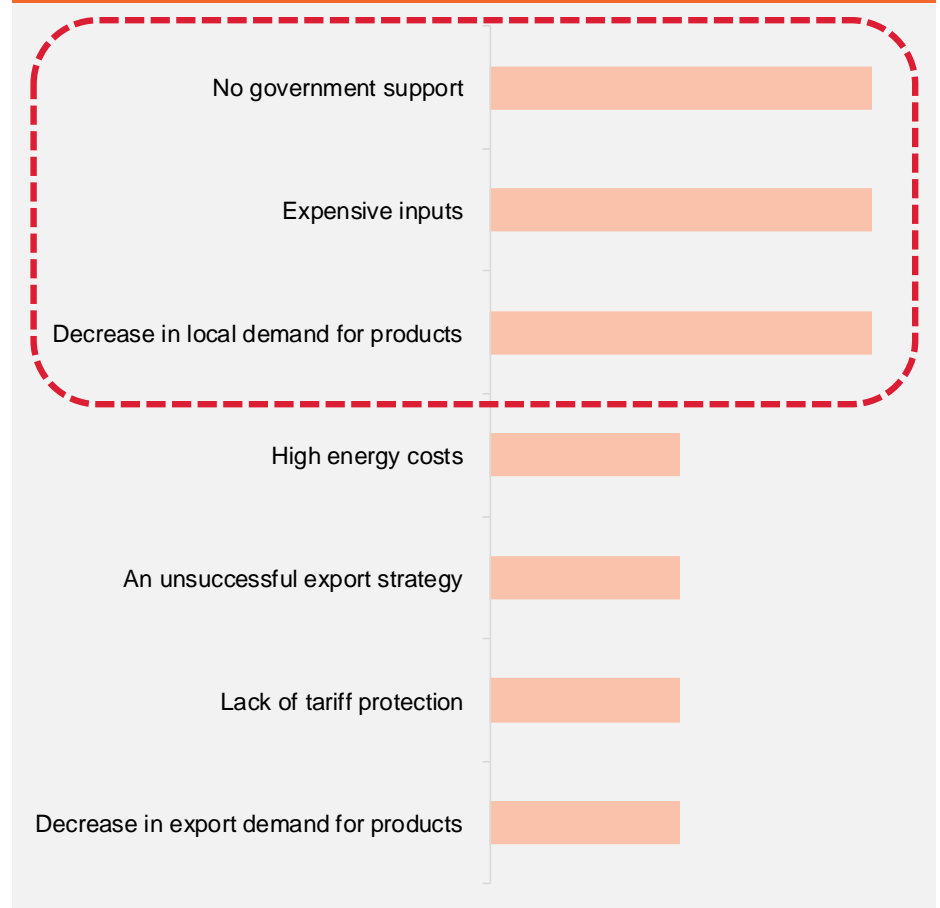 No government support
Expensive inputs
Decrease in local demand for products
High energy costs
An unsuccessful export strategy
Lack of tariff protection
Decrease in export demand for products